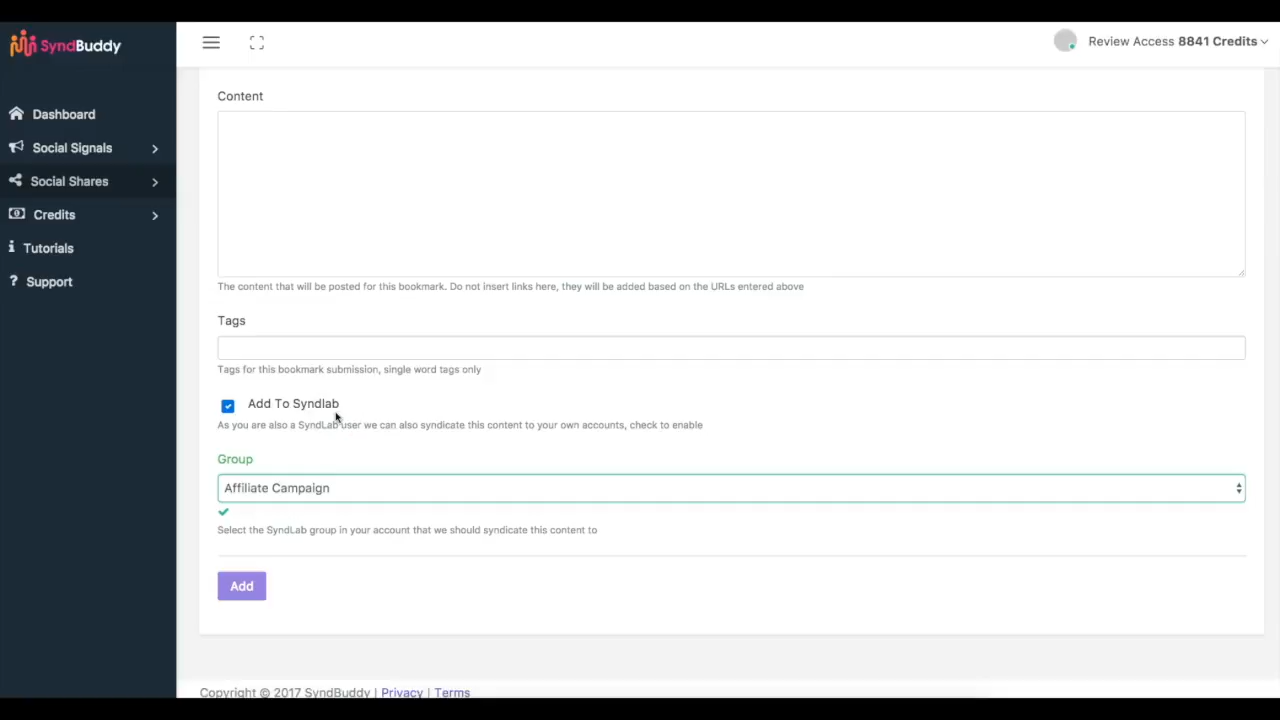 SyndBuddy
Review Access 8841 Credits
Dashboard
Social Signals
Social Shares
Credits
Tutorials
Support
Content
The content that will be posted for this bookmark. Do not insert links here, they will be added based on the URLs entered above
Tags
Tags for this bookmark submission, single word tags only
Add To Syndlab
As you are also a SyndLab user we can also syndicate this content to your own accounts, check to enable
Group
Affiliate Campaign
Select the SyndLab group in your account that we should syndicate this content to
Add
Copyright © 2017 SyndBuddy | Privacy | Terms